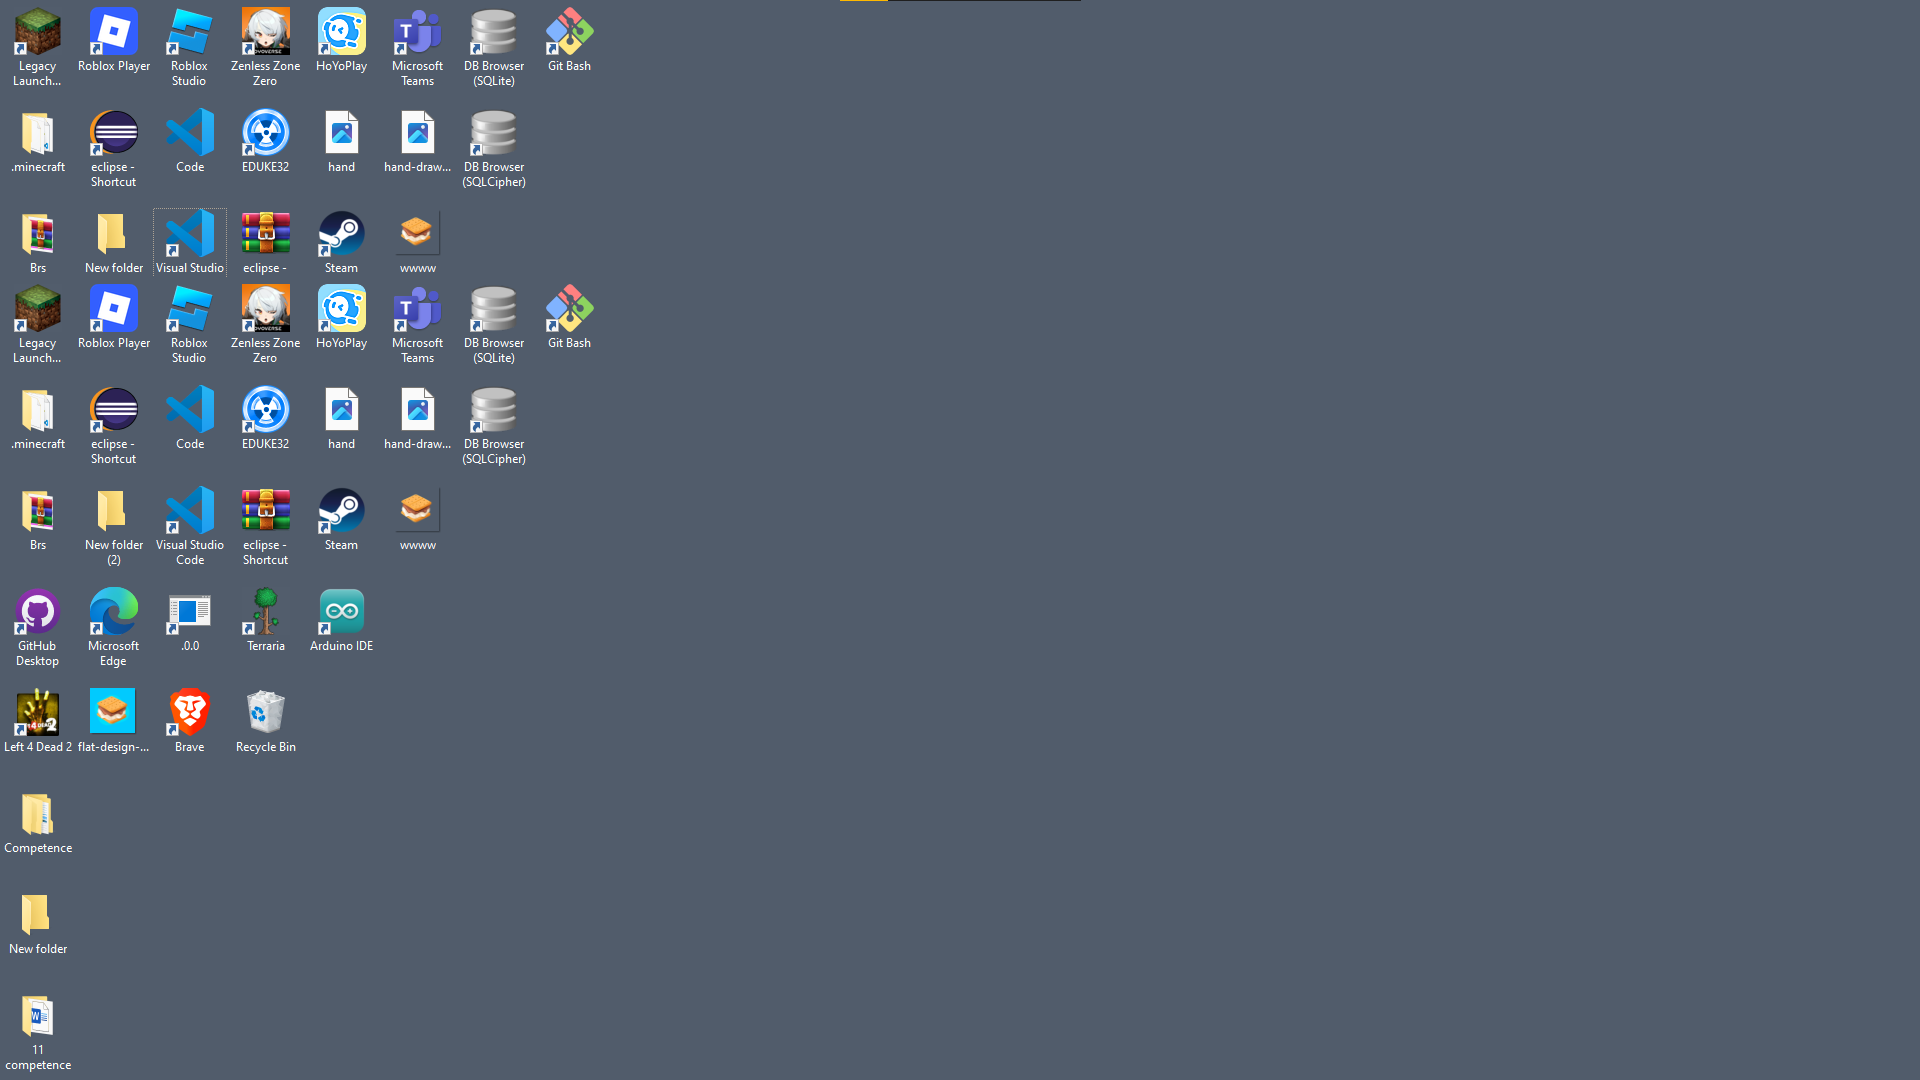 Legacy Launch...
Roblox Player
Roblox Studio
Zenless Zone Zero
HoYoPlay
Microsoft Teams
DB Browser (SQLite)
Git Bash
.minecraft
eclipse - Shortcut
Code
EDUKE32
hand
hand-draw...
DB Browser (SQLCipher)
Brs
New folder
Visual Studio
eclipse -
Steam
wwww
Legacy Launch...
Roblox Player
Roblox Studio
Zenless Zone Zero
HoYoPlay
Microsoft Teams
DB Browser (SQLite)
Git Bash
.minecraft
eclipse - Shortcut
Code
EDUKE32
hand
hand-draw...
DB Browser (SQLCipher)
Brs
New folder (2)
Visual Studio Code
eclipse - Shortcut
Steam
wwww
GitHub Desktop
Microsoft Edge
.0.0
Terraria
Arduino IDE
Left 4 Dead 2
flat-design-...
Brave
Recycle Bin
Competence
New folder
11 competence